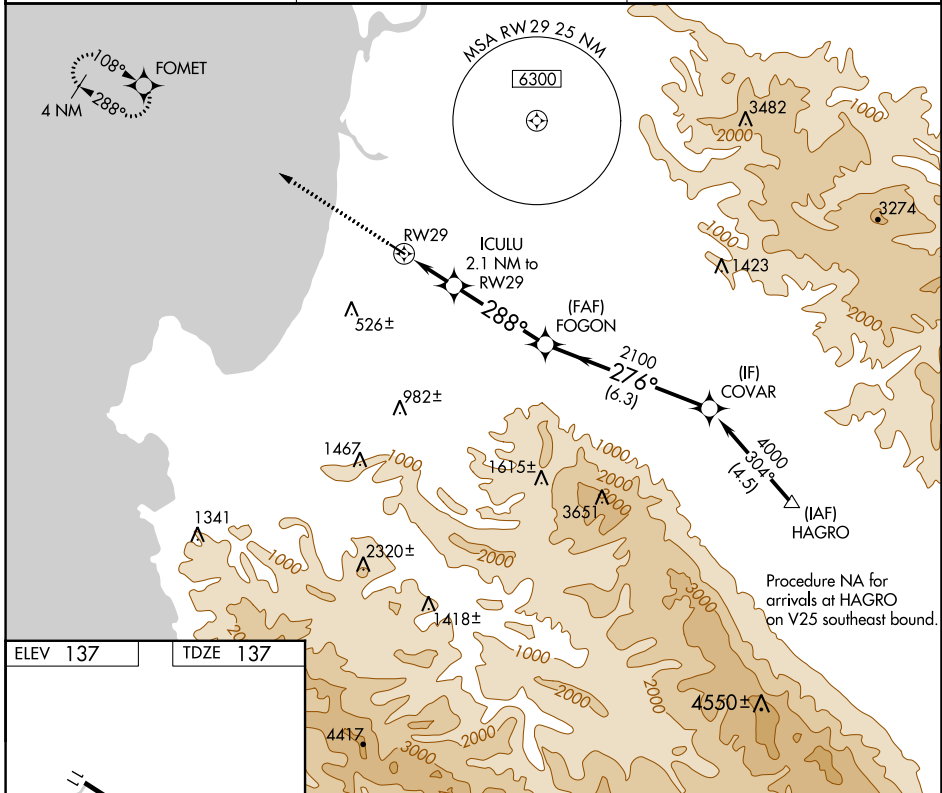 MSA RW29 25 NM
6300
108°
FOMET
288°
4 NM
3482
1000
2000
3274
1000
1423
2000
RW29
ICULU
2.1 NM to
RW29
288°
(FAF)
FOGON
2100
276°
(6.3)
(IF)
COVAR
4000
304°
(4.5)
(IAF)
HAGRO
526±
982±
1467
1000
1615±
1000
2000
3651
1341
1000
2320±
2000
1418±
3000
Procedure NA for
arrivals at HAGRO
on V25 southeast bound.
1000
2000
2000
4550±
4417
3000
2000
ELEV 137
TDZE 137